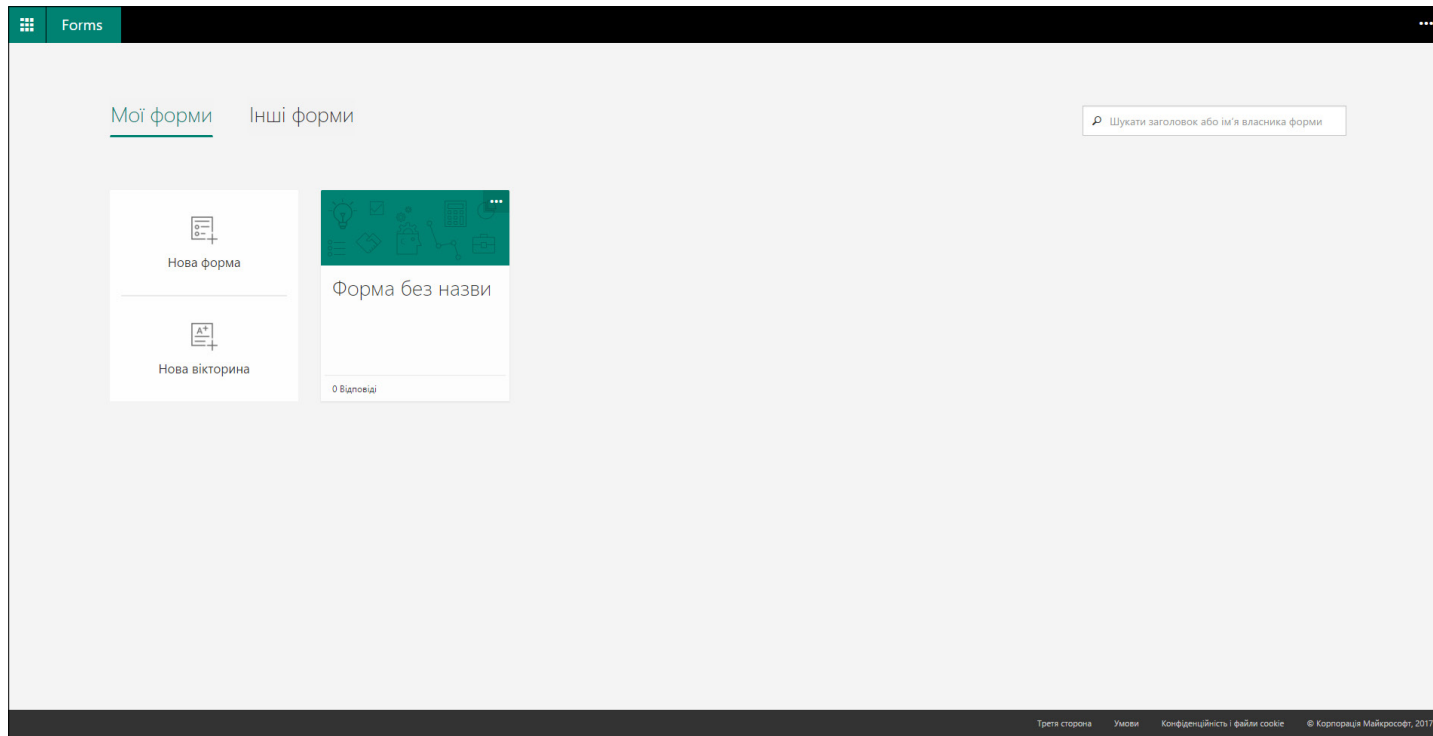 Forms
Мої форми Інші форми
Шукати заголовок або ім'я власника форми
Нова форма
Форма без назви
A+
Нова вікторина
0 Відповіді
Третя сторона Умови Конфіденційність і файли cookie © Корпорація Майкрософт, 2017